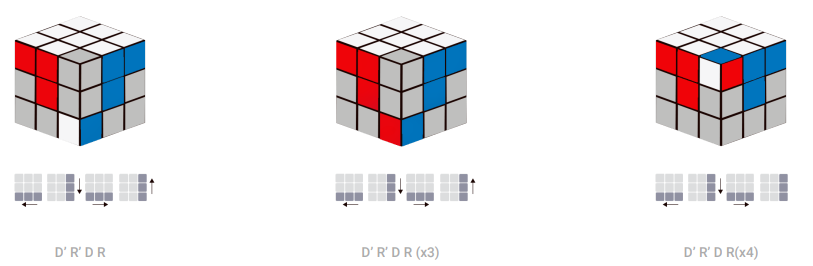 D' R' D R
D' R' D R (x3)
D' R' D R(x4)